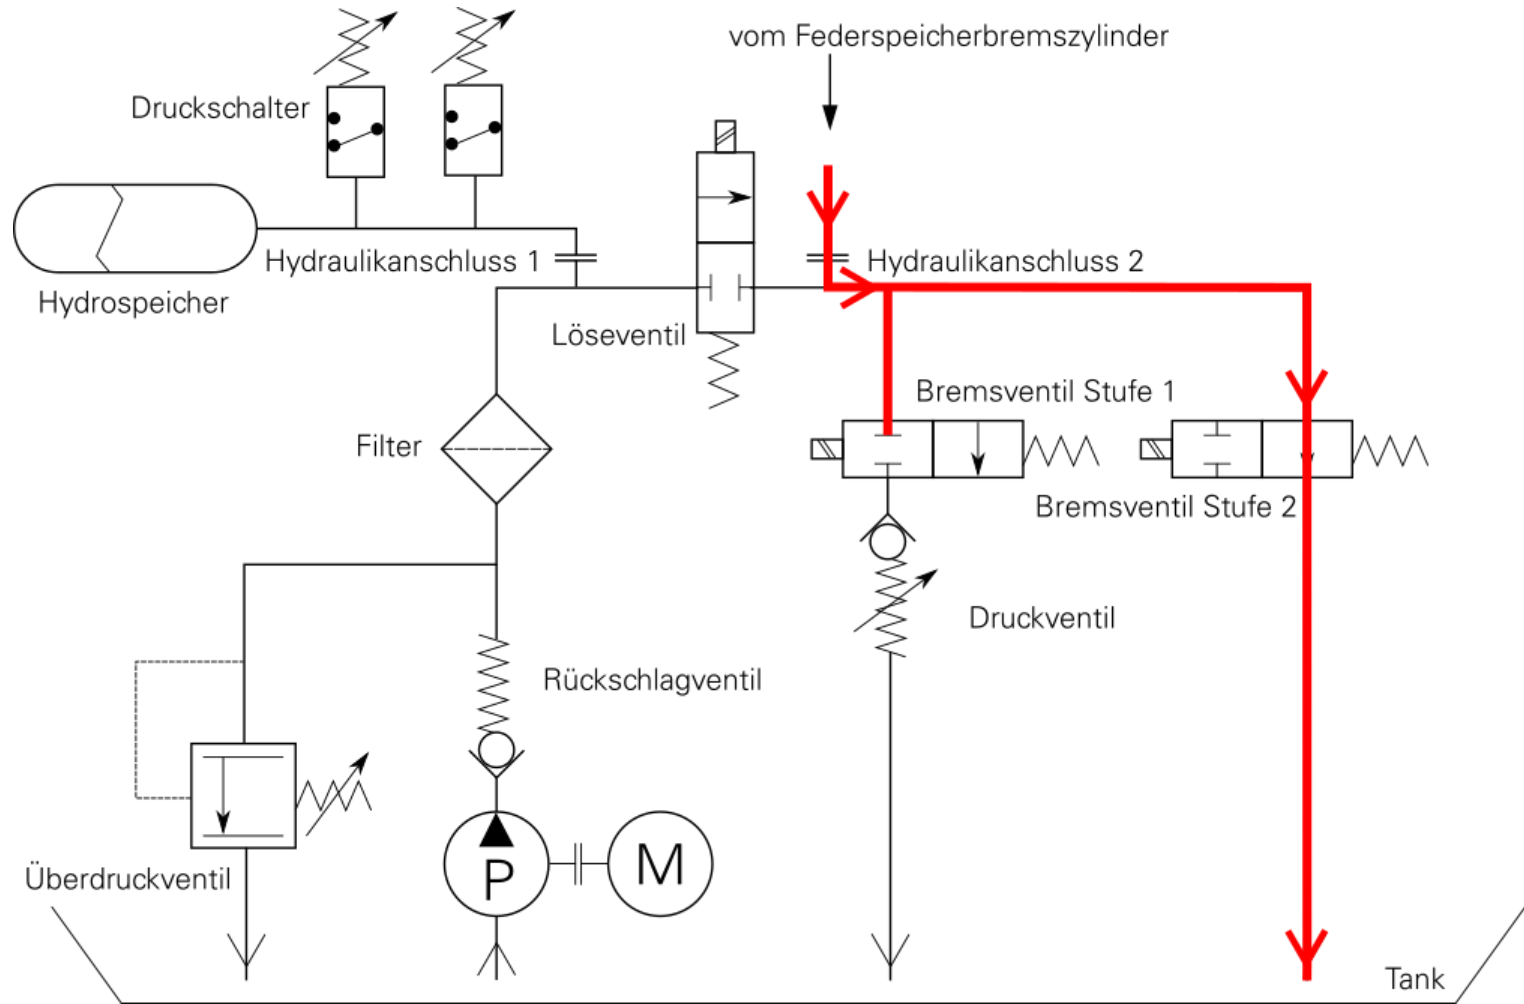 vom Federspeicherbremszylinder
Druckschalter
Hydraulikanschluss 1
Hydraulikanschluss 2
Hydrospeicher
Löseventil
Bremsventil Stufe 1
Filter
Bremsventil Stufe 2
Druckventil
Rückschlagventil
P
M
Überdruckventil
Tank